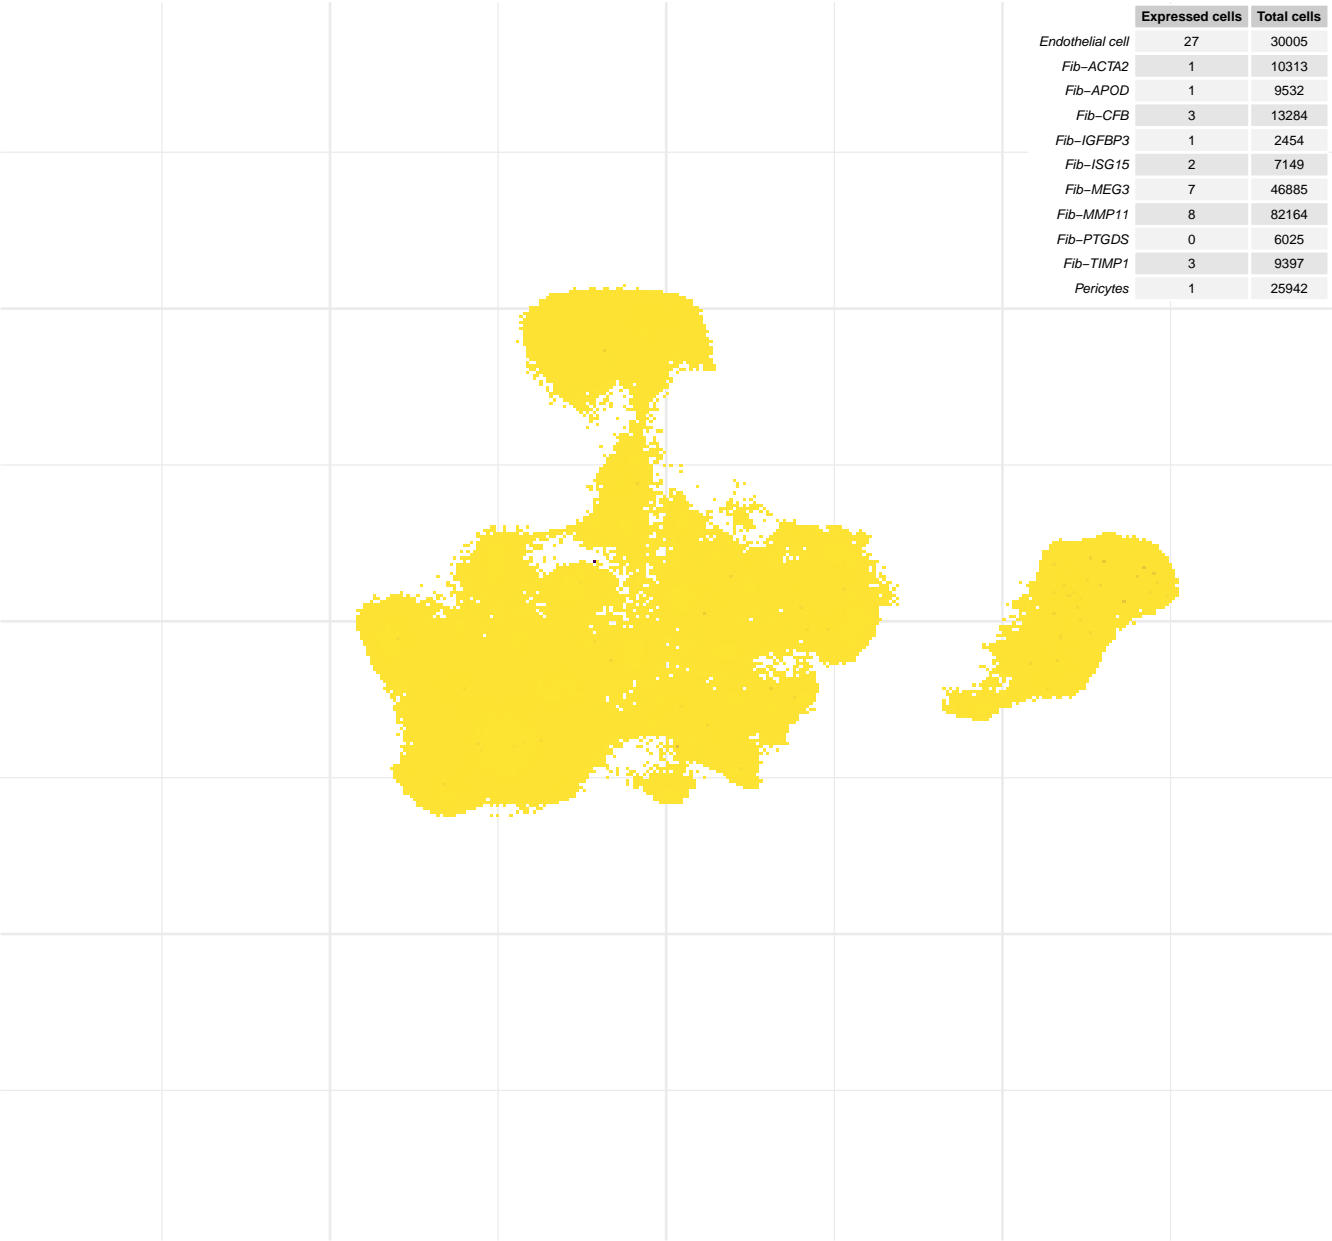 Expressed cells Total cells
Endothelial cell 27 30005
Fib−ACTA2 1 10313
Fib−APOD 1 9532
Fib−CFB 3 13284
Fib−IGFBP3 1 2454
Fib−ISG15 2 7149
Fib−MEG3 7 46885
Fib−MMP11 8 82164
Fib−PTGDS 0 6025
Fib−TIMP1 3 9397
Pericytes 1 25942